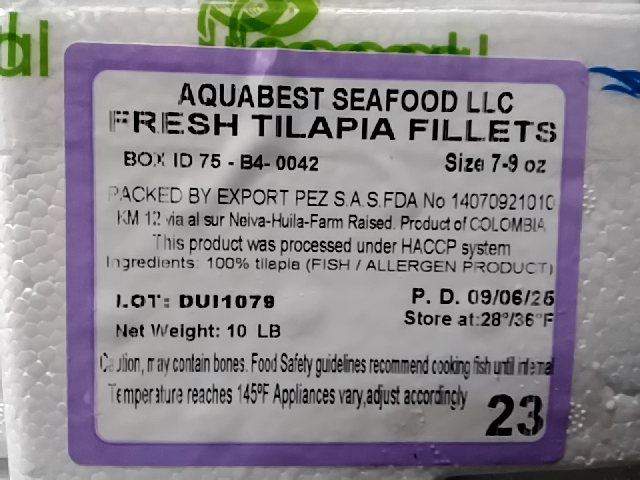 AQUABEST SEAFOOD LLC
FRESH TILAPIA FILLETS
BOX ID 75 - B4- 0042 Size 7-9 oz
PACKED BY EXPORT PEZ S.A.S.FDA No 14070921010
KM 12 via al sur Neiva-Huila-Farm Raised. Product of COLOMBIA
This product was processed under HACCP system
Ingredients: 100% tilapia (FISH / ALLERGEN PRODUCT)
LOT: DUI1079 P. D. 09/06/25
Net Weight: 10 LB Store at:28°/36°F
Caution, may contain bones. Food Safety guidelines recommend cooking fish until internal
Temperature reaches 145ºF Appliances vary,adjust accordingly
23